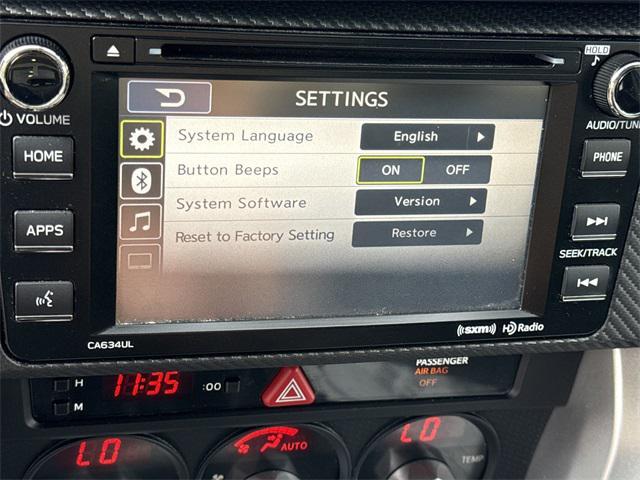 HOLD
VOLUME
SETTINGS
AUDIO/TUNE
HOME
System Language English
PHONE
Button Beeps ON OFF
APPS
System Software Version
Reset to Factory Setting Restore
SEEK/TRACK
CA634UL
((sxm)) HD Radio
PASSENGER
AIR BAG
OFF
H 11:35 :00
M
LO AUTO LO
TEMP